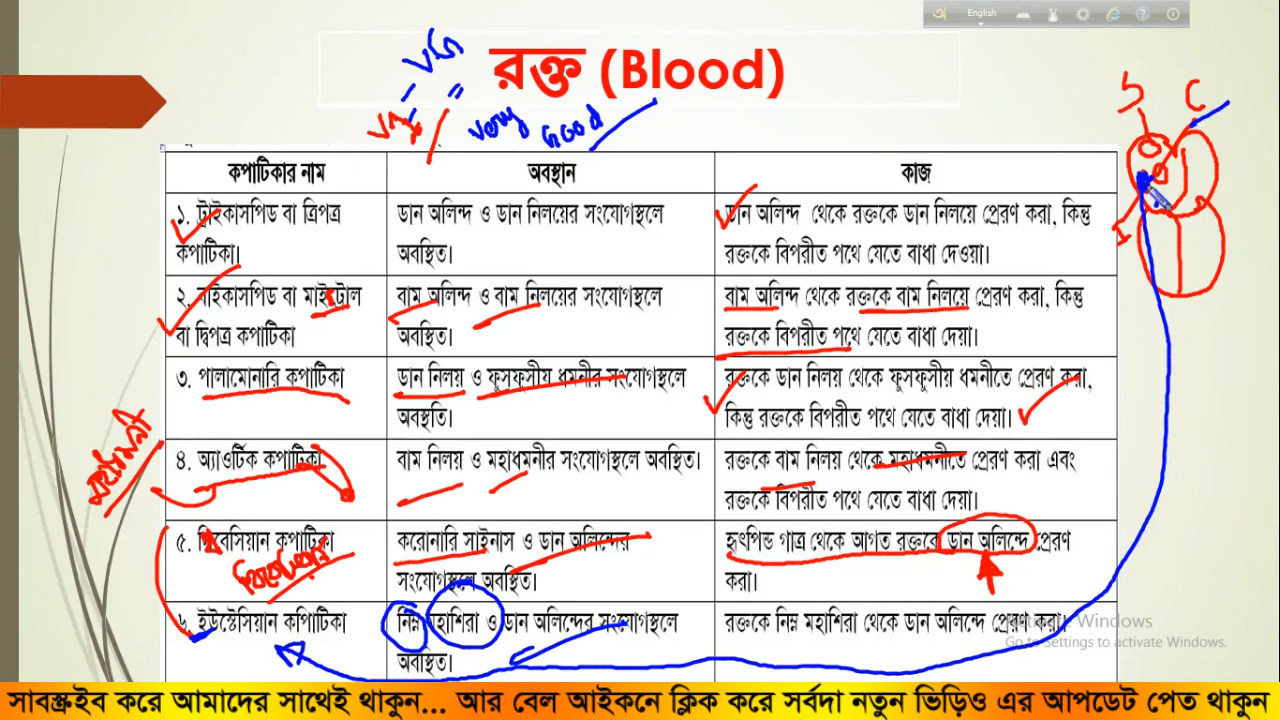 English
রক্ত (Blood)
very Good
S C
I
কপাটিকার নাম অবস্থান কাজ
১. ট্রাইকাসপিড বা ত্রিপত্র কপাটিকা।
ডান অলিন্দ ও ডান নিলয়ের সংযোগস্থলে অবস্থিত।
ডান অলিন্দ থেকে রক্তকে ডান নিলয়ে প্রেরণ করা, কিন্তু
রক্তকে বিপরীত পথে যেতে বাধা দেওয়া।
২. বাইকাসপিড বা মাইট্রাল
বা দ্বিপত্র কপাটিকা
বাম অলিন্দ ও বাম নিলয়ের সংযোগস্থলে
অবস্থিত।
বাম অলিন্দ থেকে রক্তকে বাম নিলয়ে প্রেরণ করা, কিন্তু
রক্তকে বিপরীত পথে যেতে বাধা দেয়া।
৩. পালামোনারি কপাটিকা
ডান নিলয় ও ফুসফুসীয় ধমনীর সংযোগস্থলে
অবস্থতি।
রক্তকে ডান নিলয় থেকে ফুসফুসীয় ধমনীতে প্রেরণ করা,
কিন্তু রক্তকে বিপরীত পথে যেতে বাধা দেয়া।
মহাধমনী
৪. অ্যাওর্টিক কপাটিকা
বাম নিলয় ও মহাধমনীর সংযোগস্থলে অবস্থিত।
রক্তকে বাম নিলয় থেকে মহাধমনীতে প্রেরণ করা এবং
রক্তকে বিপরীত পথে যেতে বাধা দেয়া।
৫. থিবেসিয়ান কপাটিকা
করোনারি সাইনাস ও ডান অলিন্দের
সংযোগস্থলে অবস্থিত।
হৃৎপিন্ড গাত্র থেকে আগত রক্তকে ডান অলিন্দে প্রেরণ
করা।
৬. ইউস্টেসিয়ান কপিাটিকা
নিম্ন মহাশিরা ও ডান অলিন্দের সংযোগস্থলে
অবস্থিত।
রক্তকে নিম্ন মহাশিরা থেকে ডান অলিন্দে প্রেরণ করা।
Activate Windows
Go to Settings to activate Windows.
সাবস্ক্রইব করে আমাদের সাথেই থাকুন... আর বেল আইকনে ক্লিক করে সর্বদা নতুন ভিড়িও এর আপডেট পেত থাকুন